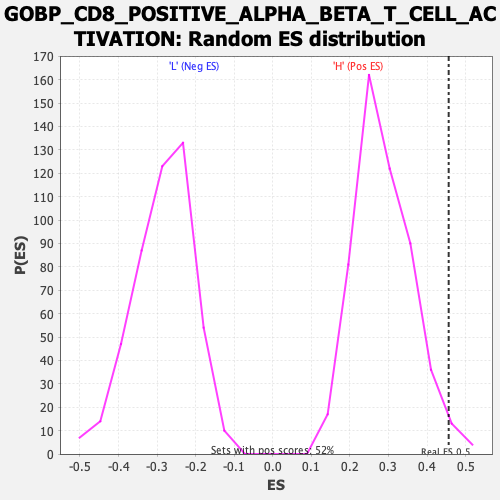 GOBP_CD8_POSITIVE_ALPHA_BETA_T_CELL_AC
TIVATION: Random ES distribution
'L' (Neg ES)
'H' (Pos ES)
170
160
150
140
130
120
110
100
90
80
70
60
50
40
30
20
10
0
P(ES)
Sets with pos scores: 52%
Real ES 0.5
-0.5 -0.4 -0.3 -0.2 -0.1 0.0 0.1 0.2 0.3 0.4 0.5
ES